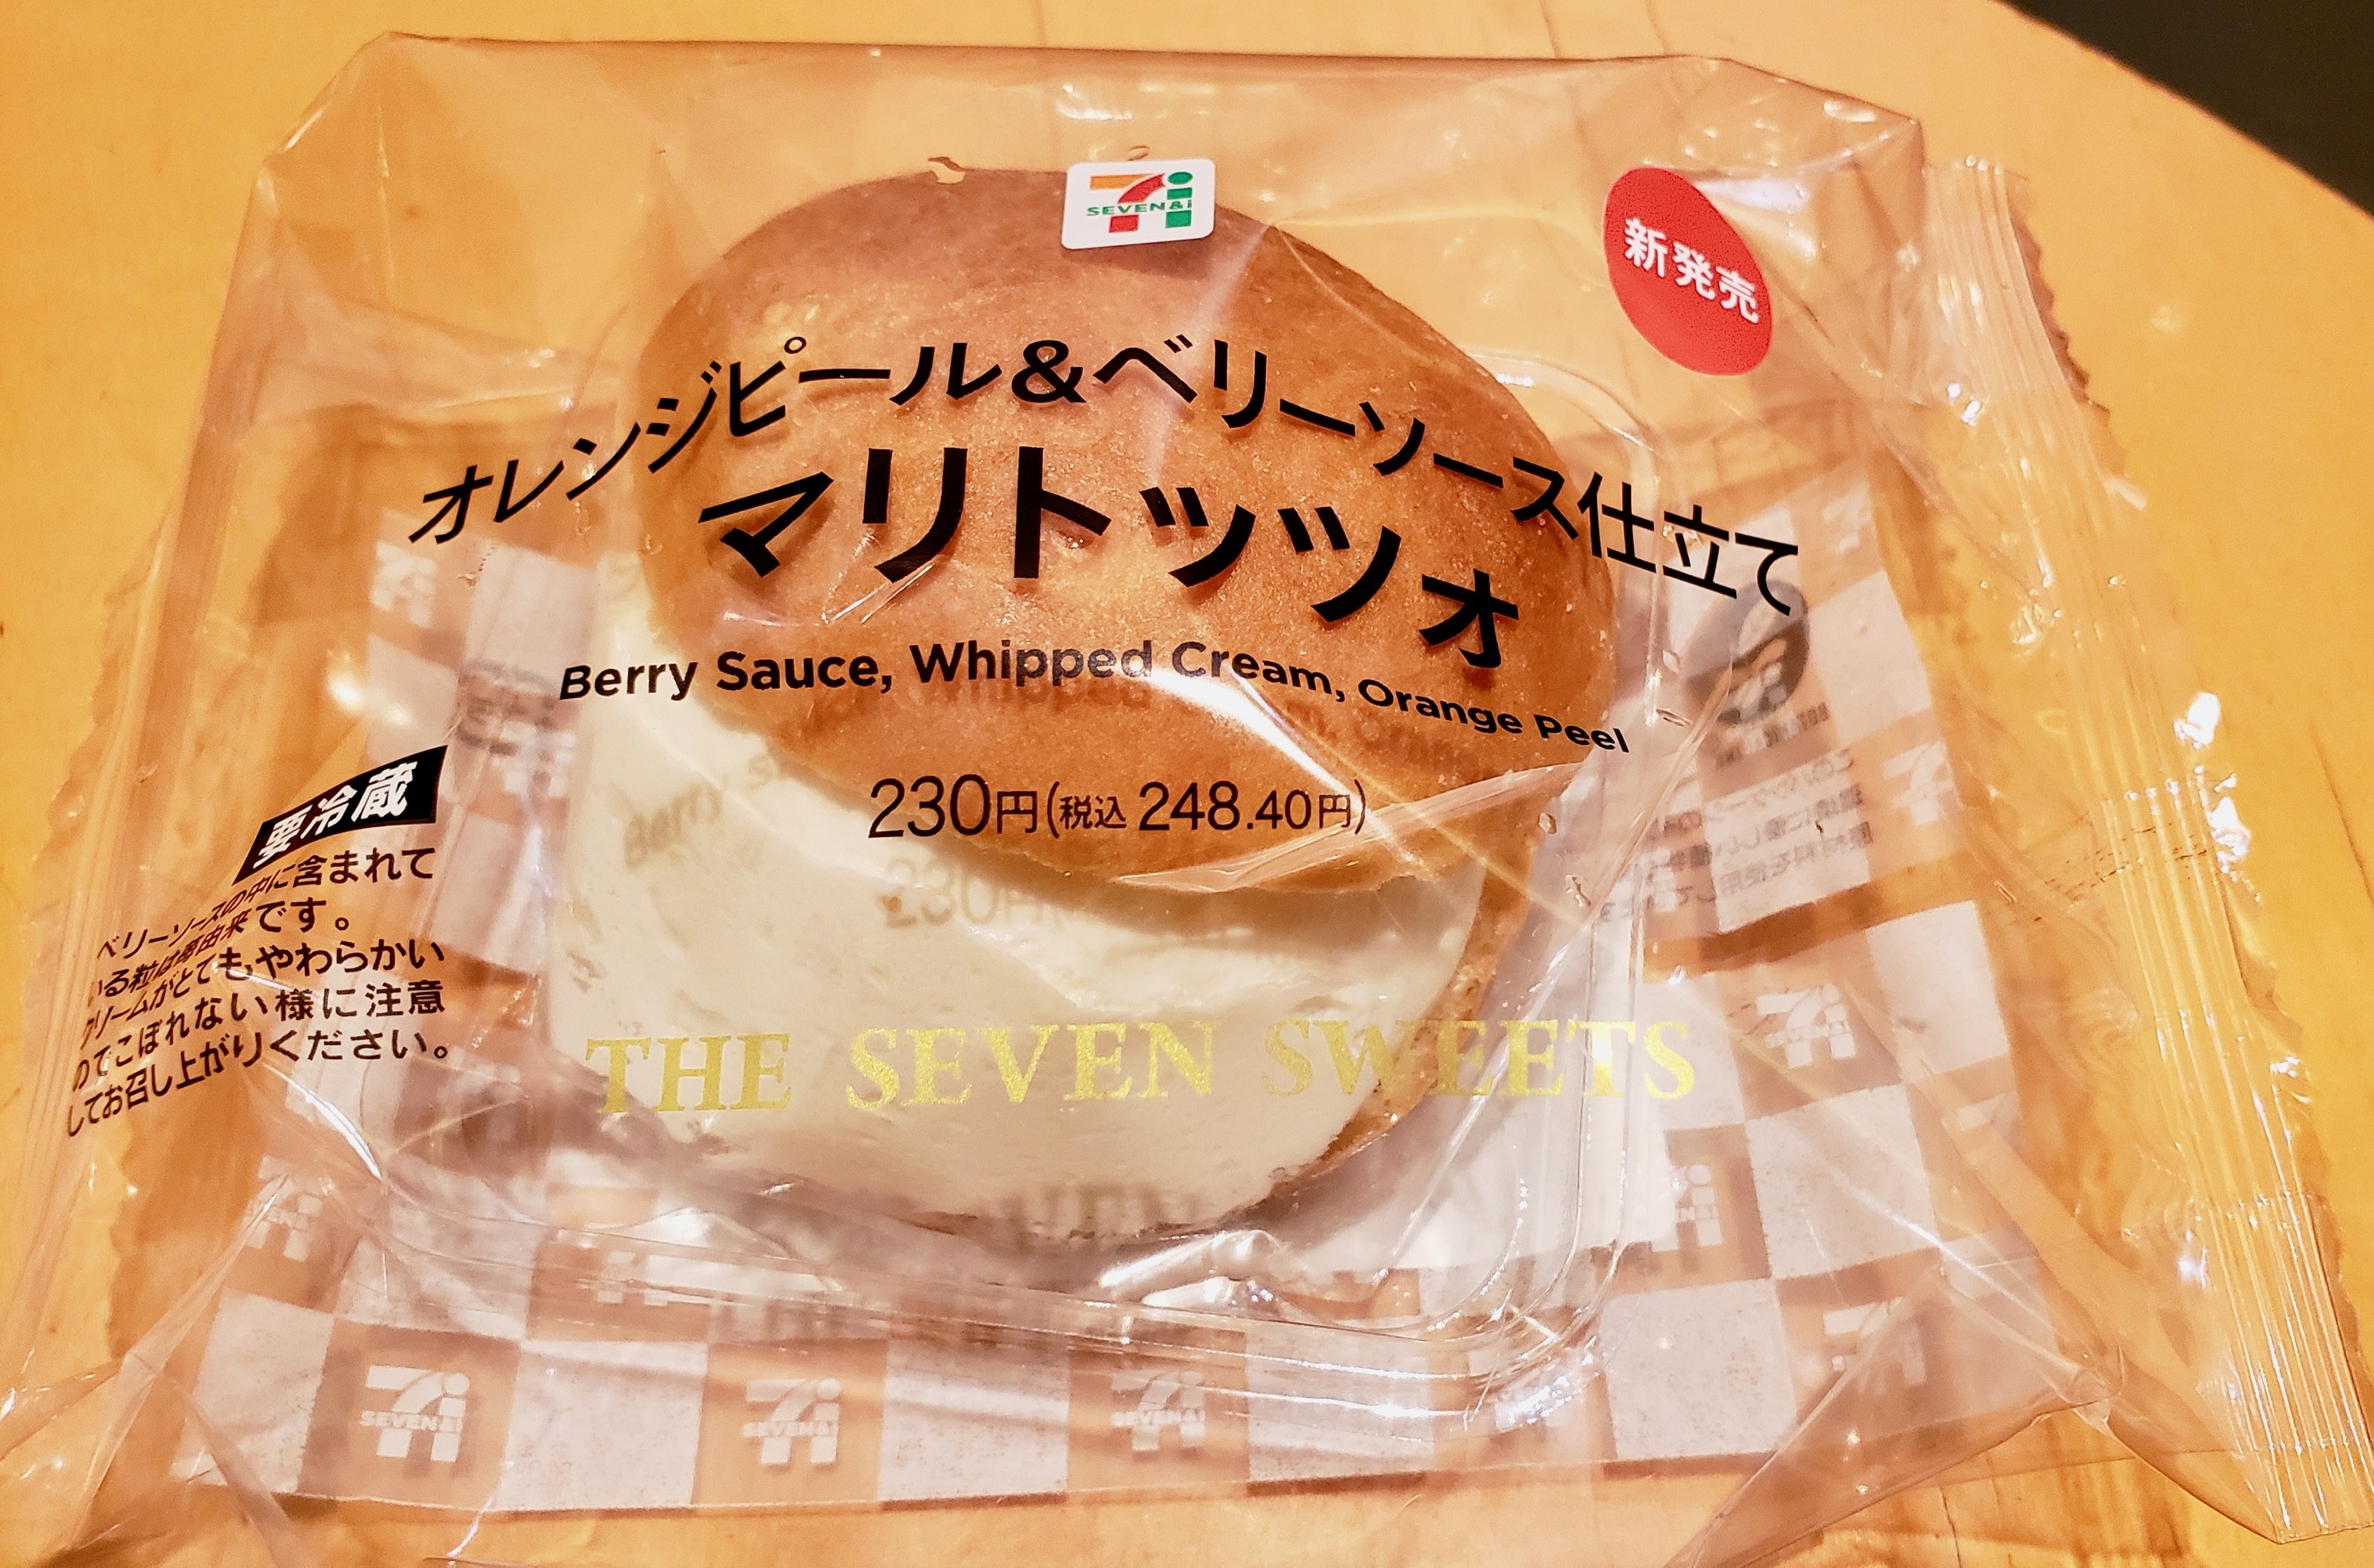 SEVEN&i
新発売
オレンジピール&ベリーソース仕立て
マリトッツォ
Berry Sauce, Whipped Cream, Orange Peel
230円(税込 248.40円)
要冷蔵
ベリーソースの中に含まれて
いる粒は苺由来です。
クリームがとても、やわらかい
のでこぼれない様に注意
してお召し上がりください。
THE SEVEN SWEETS
SEVEN&i
SEVEN&i
SEVEN&i